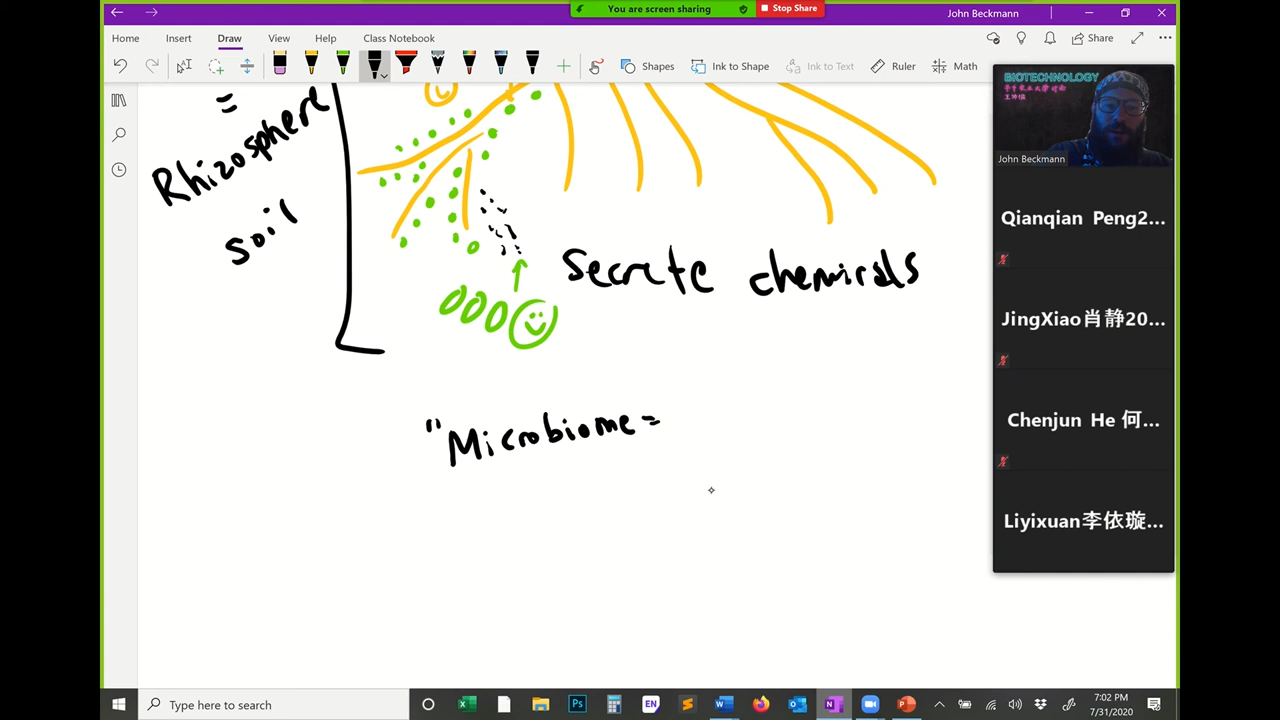 You are screen sharing
Stop Share
John Beckmann
Home Insert Draw View Help Class Notebook
Share
Shapes Ink to Shape Ink to Text Ruler Math
=
Rhizosphere
soil
Secrete chemicals
"Microbiome =
BIOTECHNOLOGY
John Beckmann
Qianqian Peng2...
JingXiao肖静20...
Chenjun He 何...
Liyixuan李依璇...
Type here to search
EN
7:02 PM
7/31/2020